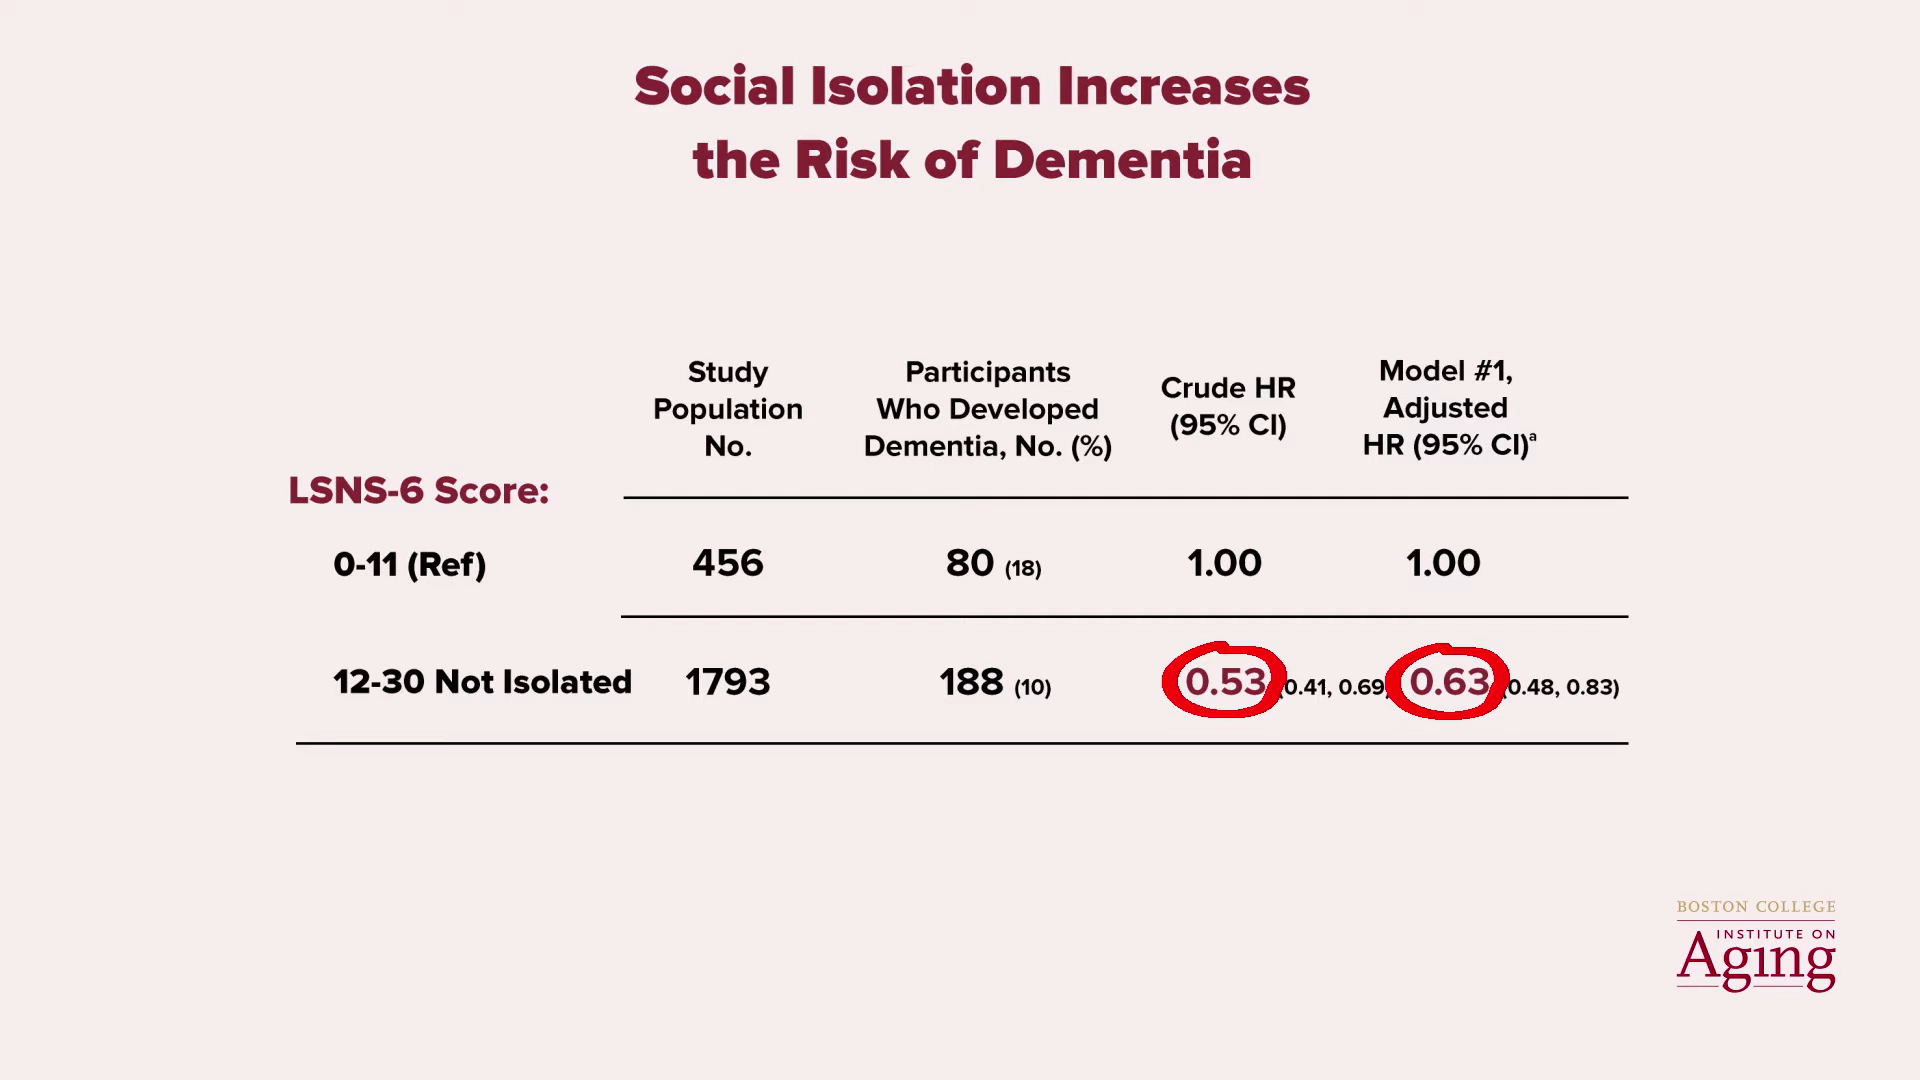 Social Isolation Increases
the Risk of Dementia
Study
Population
No.
Participants
Who Developed
Dementia, No. (%)
Crude HR
(95% CI)
Model #1,
Adjusted
HR (95% CI)ª
LSNS-6 Score:
0-11 (Ref) 456 80 (18) 1.00 1.00
12-30 Not Isolated 1793 188 (10) 0.53 (0.41, 0.69) 0.63 (0.48, 0.83)
BOSTON COLLEGE
INSTITUTE ON
Aging